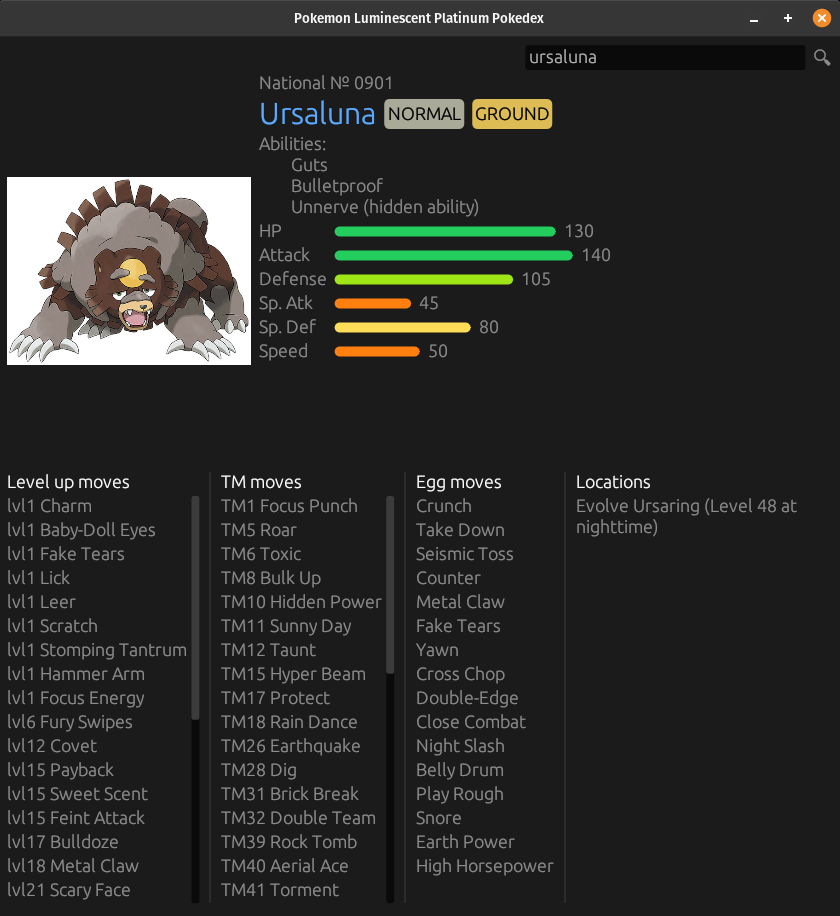 Pokemon Luminescent Platinum Pokedex
ursaluna
National № 0901
Ursaluna NORMAL GROUND
Abilities:
Guts
Bulletproof
Unnerve (hidden ability)
HP 130
Attack 140
Defense 105
Sp. Atk 45
Sp. Def 80
Speed 50
Level up moves
lvl1 Charm
lvl1 Baby-Doll Eyes
lvl1 Fake Tears
lvl1 Lick
lvl1 Leer
lvl1 Scratch
lvl1 Stomping Tantrum
lvl1 Hammer Arm
lvl1 Focus Energy
lvl6 Fury Swipes
lvl12 Covet
lvl15 Payback
lvl15 Sweet Scent
lvl15 Feint Attack
lvl17 Bulldoze
lvl18 Metal Claw
lvl21 Scary Face
TM moves
TM1 Focus Punch
TM5 Roar
TM6 Toxic
TM8 Bulk Up
TM10 Hidden Power
TM11 Sunny Day
TM12 Taunt
TM15 Hyper Beam
TM17 Protect
TM18 Rain Dance
TM26 Earthquake
TM28 Dig
TM31 Brick Break
TM32 Double Team
TM39 Rock Tomb
TM40 Aerial Ace
TM41 Torment
Egg moves
Crunch
Take Down
Seismic Toss
Counter
Metal Claw
Fake Tears
Yawn
Cross Chop
Double-Edge
Close Combat
Night Slash
Belly Drum
Play Rough
Snore
Earth Power
High Horsepower
Locations
Evolve Ursaring (Level 48 at
nighttime)